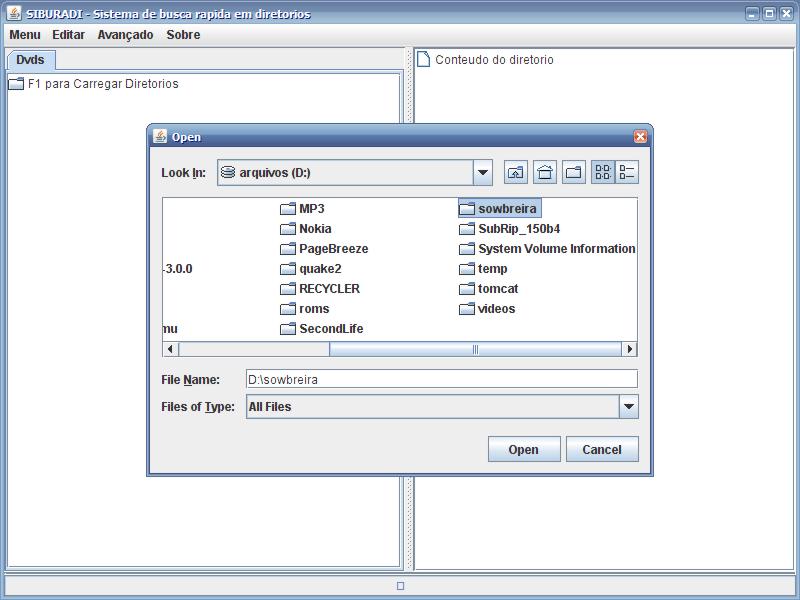 SIBURADI - Sistema de busca rapida em diretorios
Menu Editar Avançado Sobre
Dvds
F1 para Carregar Diretorios
Conteudo do diretorio
Open
Look In: arquivos (D:)
MP3
Nokia
PageBreeze
-3.0.0
quake2
RECYCLER
roms
mu
SecondLife
sowbreira
SubRip_150b4
System Volume Information
temp
tomcat
videos
File Name: D:\sowbreira
Files of Type: All Files
Open Cancel